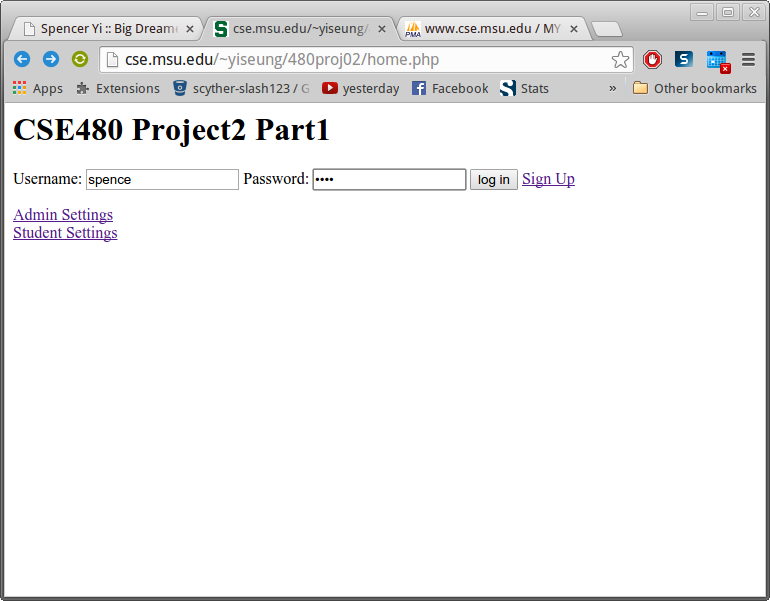 Spencer Yi :: Big Dream
cse.msu.edu/~yiseung/
PMA www.cse.msu.edu / MY
cse.msu.edu/~yiseung/480proj02/home.php
Apps Extensions scyther-slash123 / G yesterday Facebook Stats » Other bookmarks
CSE480 Project2 Part1
Username: spence Password: •••• log in Sign Up
Admin Settings
Student Settings